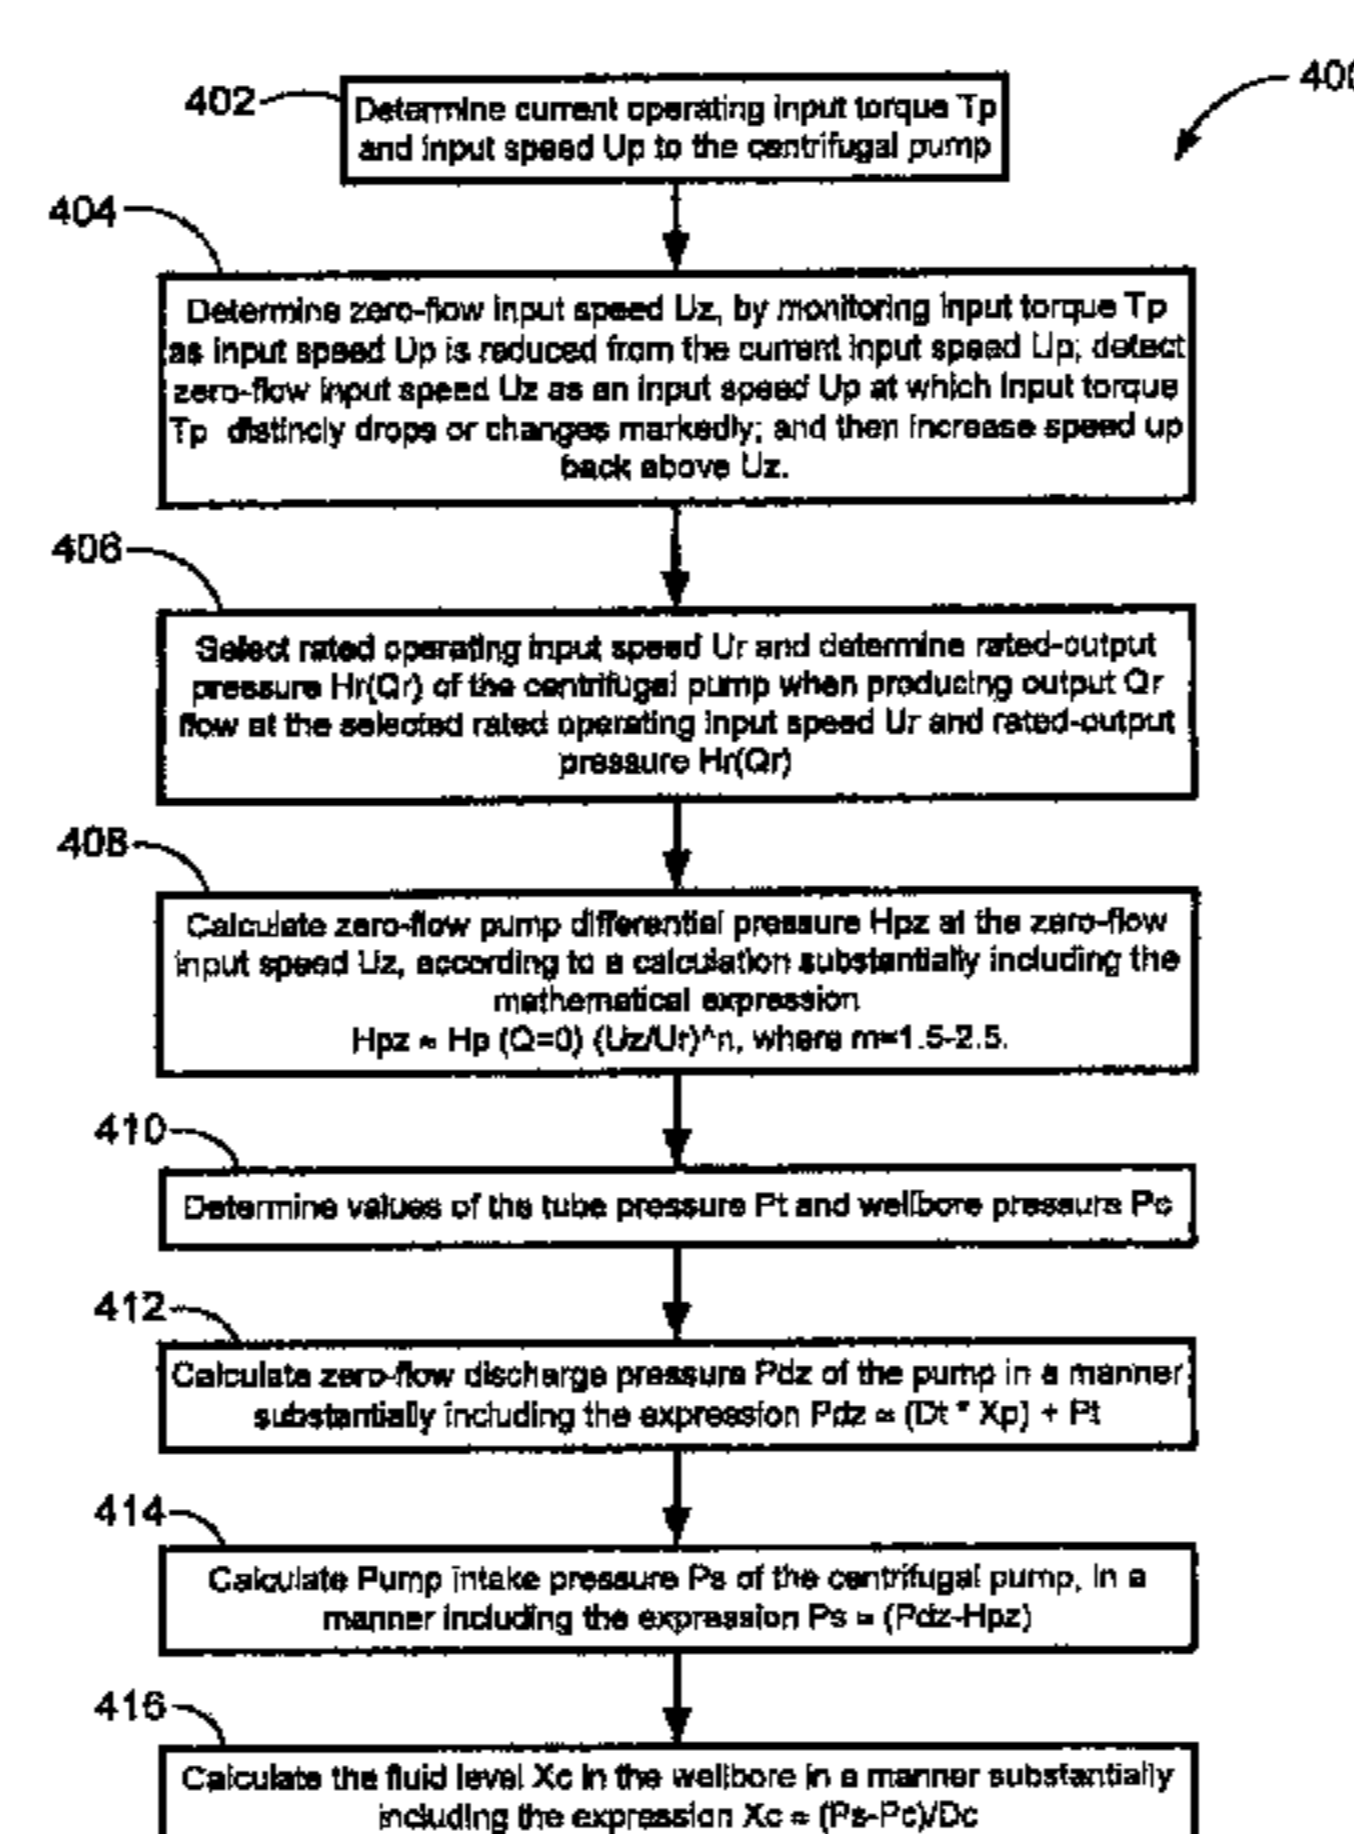 400
402
Determine current operating input torque Tp
and input speed Up to the centrifugal pump
404
Determine zero-flow input speed Uz, by monitoring input torque Tp
as input speed Up is reduced from the current input speed Up; detect
zero-flow input speed Uz as an input speed Up at which input torque
Tp distincly drops or changes markedly; and then increase speed up
back above Uz.
406
Select rated operating input speed Ur and determine rated-output
pressure Hr(Qr) of the centrifugal pump when producing output Qr
flow at the selected rated operating input speed Ur and rated-output
pressure Hr(Qr)
408
Calculate zero-flow pump differential pressure Hpz at the zero-flow
input speed Uz, according to a calculation substantially including the
mathematical expression
Hpz = Hp (Q=0) (Uz/Ur)^n, where m=1.5-2.5.
410
Determine values of the tube pressure Pt and wellbore pressure Pc
412
Calculate zero-flow discharge pressure Pdz of the pump in a manner
substantially including the expression Pdz = (Dt * Xp) + Pt
414
Calculate Pump intake pressure Ps of the centrifugal pump, in a
manner including the expression Ps = (Pdz-Hpz)
416
Calculate the fluid level Xc in the wellbore in a manner substantially
including the expression Xc = (Ps-Pc)/Dc